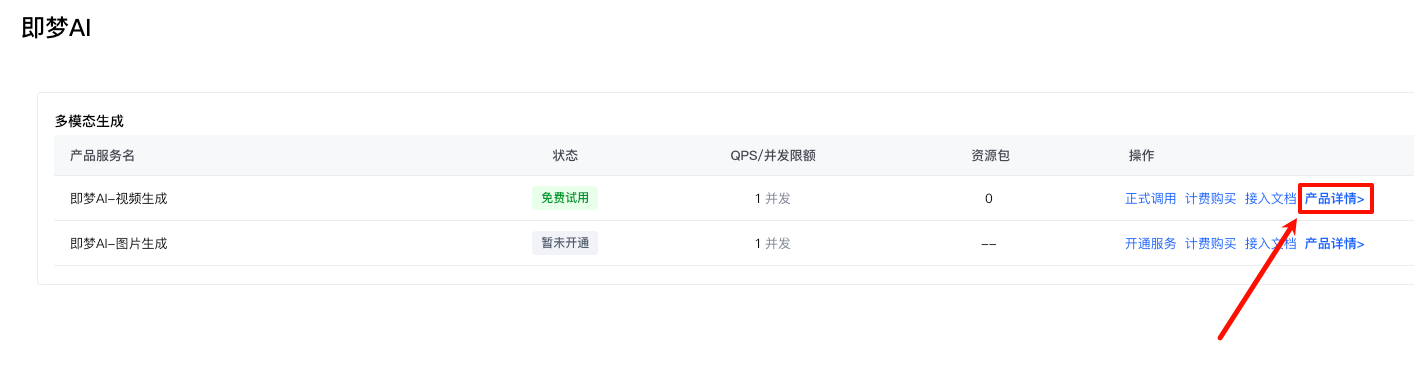 即梦AI
多模态生成
产品服务名 状态 QPS/并发限额 资源包 操作
即梦AI-视频生成 免费试用 1 并发 0 正式调用 计费购买 接入文档 产品详情>
即梦AI-图片生成 暂未开通 1 并发 -- 开通服务 计费购买 接入文档 产品详情>